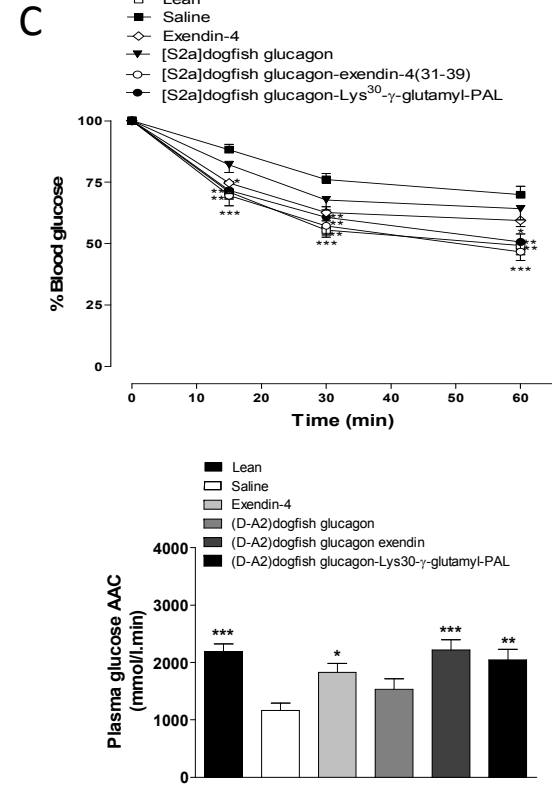 C
Lean
Saline
Exendin-4
[S2a]dogfish glucagon
[S2a]dogfish glucagon-exendin-4(31-39)
[S2a]dogfish glucagon-Lys30-γ-glutamyl-PAL
% Blood glucose
100
75
50
25
0
*
**
**
***
**
**
**
***
*
**
**
***
0 10 20 30 40 50 60
Time (min)
Lean
Saline
Exendin-4
(D-A2)dogfish glucagon
(D-A2)dogfish glucagon exendin
(D-A2)dogfish glucagon-Lys30-γ-glutamyl-PAL
Plasma glucose AAC
(mmol/l.min)
4000
3000
2000
1000
0
*** * *** **